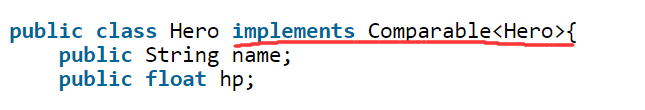 public class Hero implements Comparable<Hero>{
public String name;
public float hp;